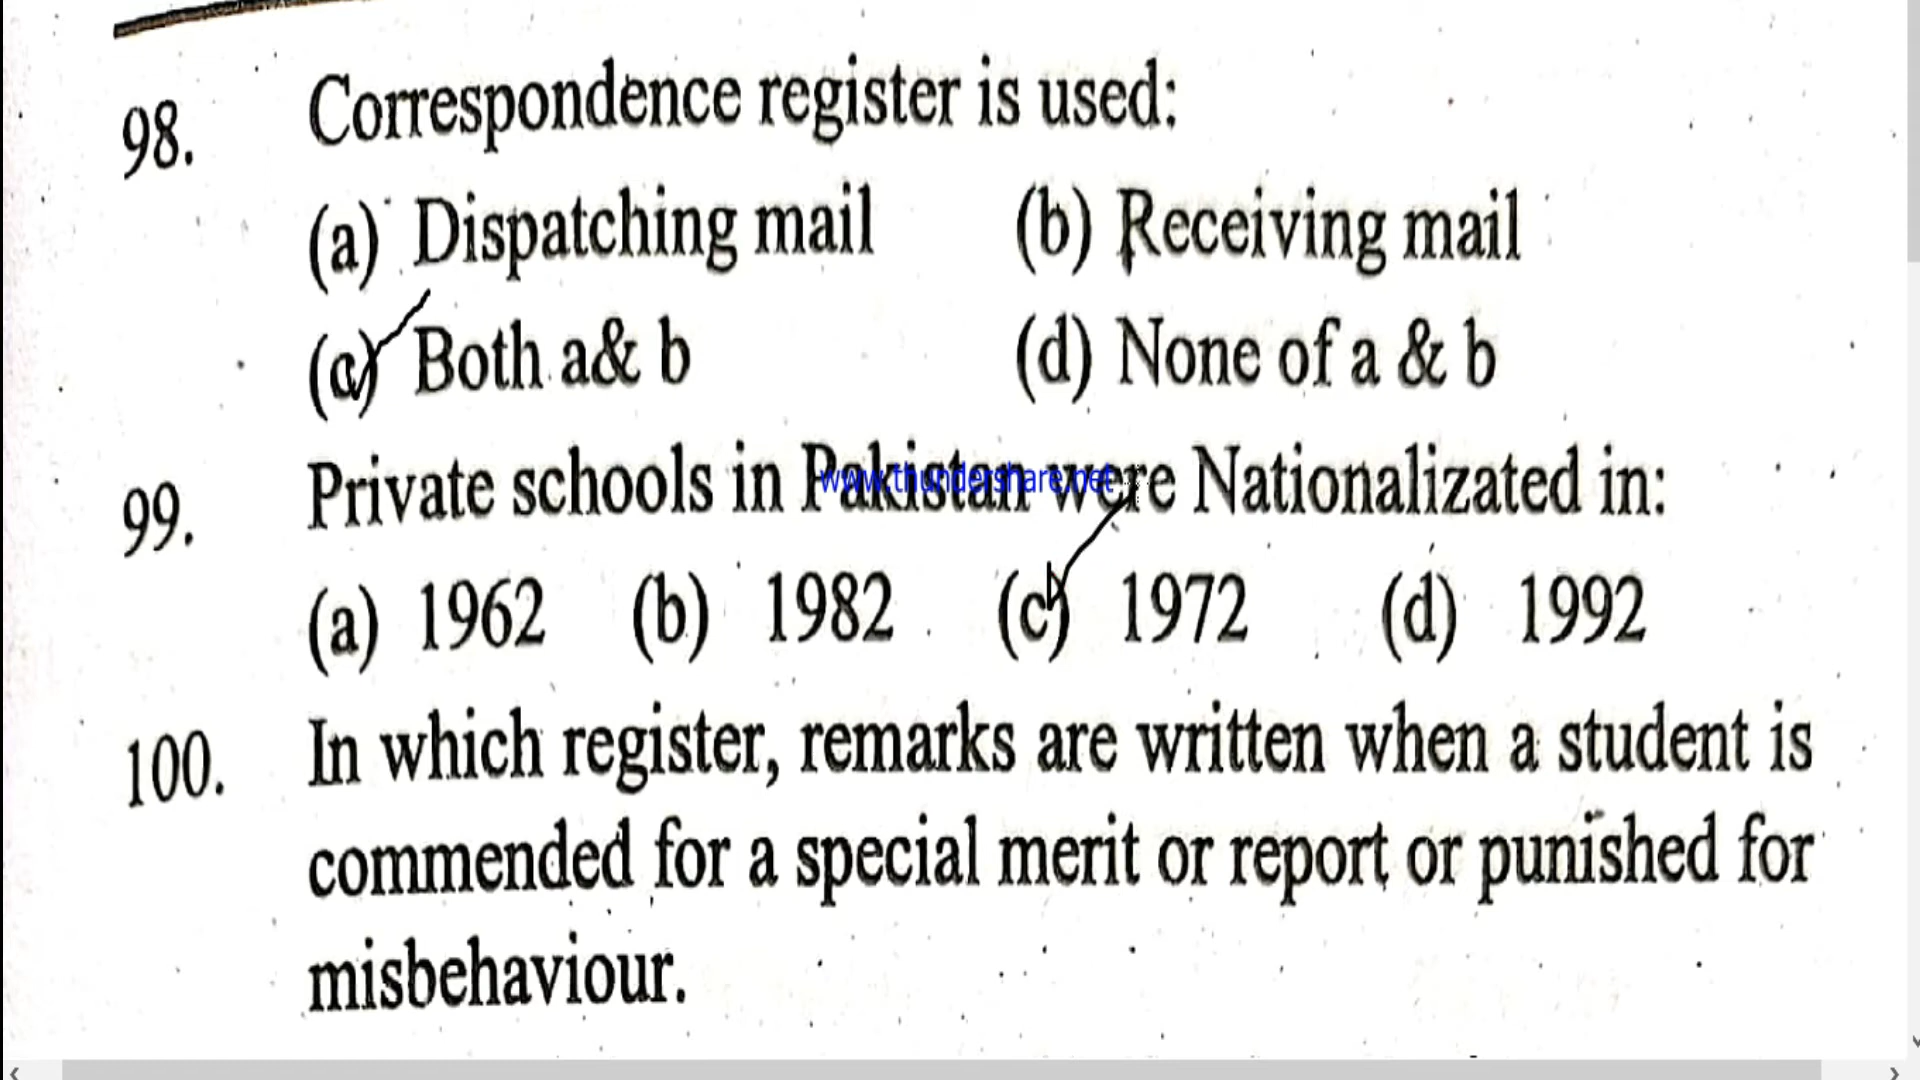 98. Correspondence register is used:
(a) Dispatching mail (b) Receiving mail
(c) Both a& b (d) None of a & b
99. Private schools in Pakistan were Nationalizated in:
www.thundershare.net
(a) 1962 (b) 1982 (c) 1972 (d) 1992
100. In which register, remarks are written when a student is
commended for a special merit or report or punished for
misbehaviour.